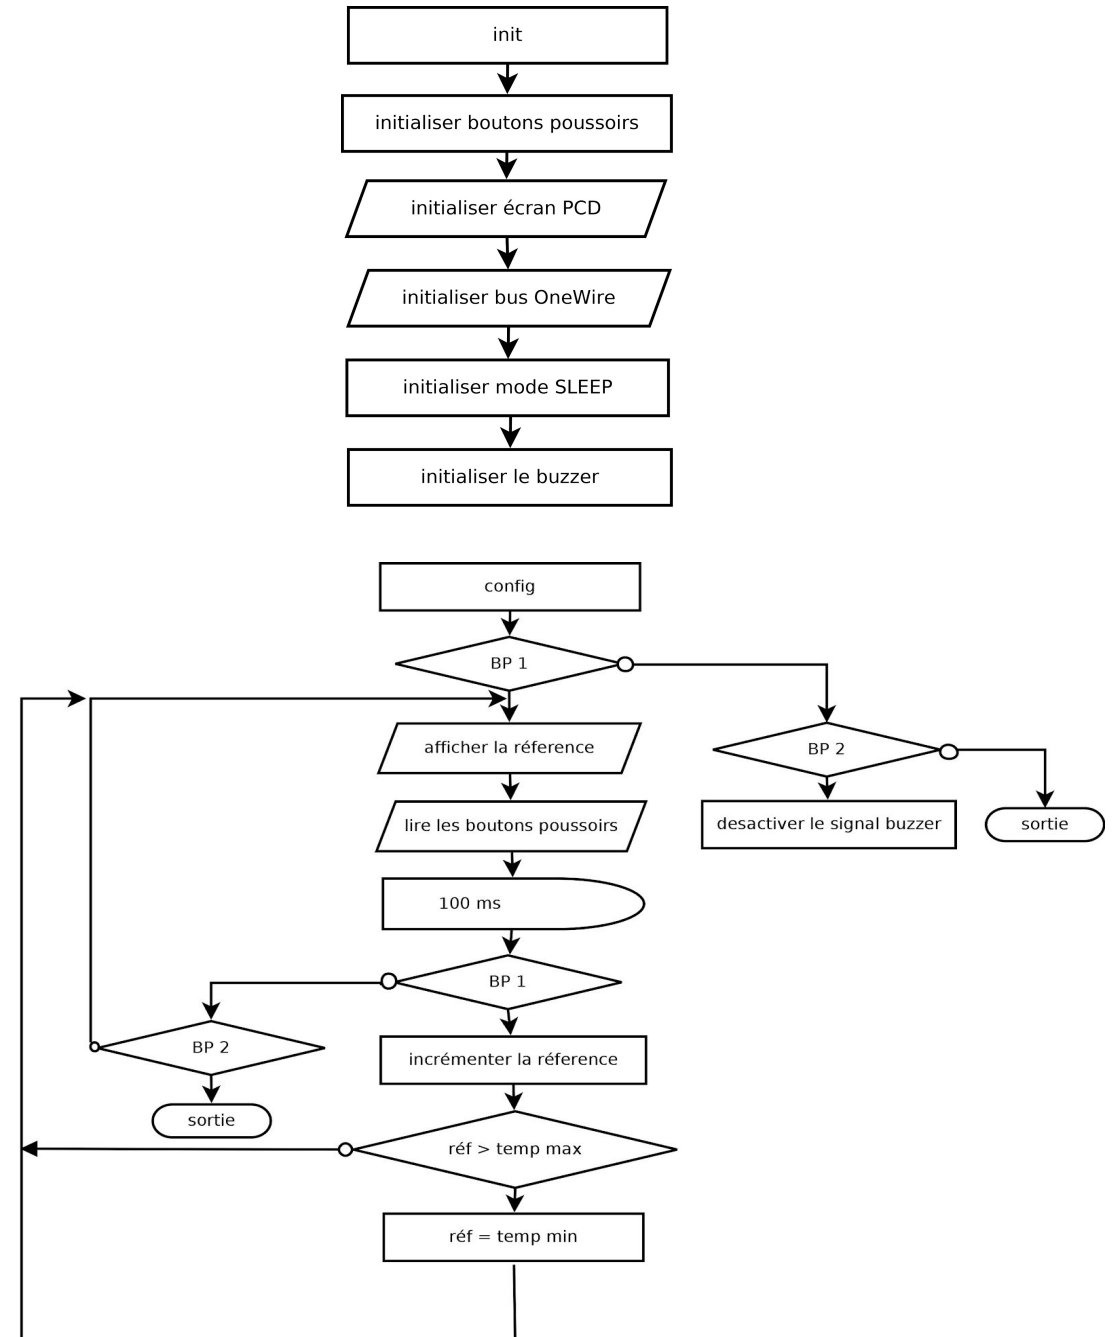 init
initialiser boutons poussoirs
initialiser écran PCD
initialiser bus OneWire
initialiser mode SLEEP
initialiser le buzzer
config
BP 1
afficher la réference
BP 2
lire les boutons poussoirs
desactiver le signal buzzer
sortie
100 ms
BP 1
BP 2
incrémenter la réference
sortie
réf > temp max
réf = temp min